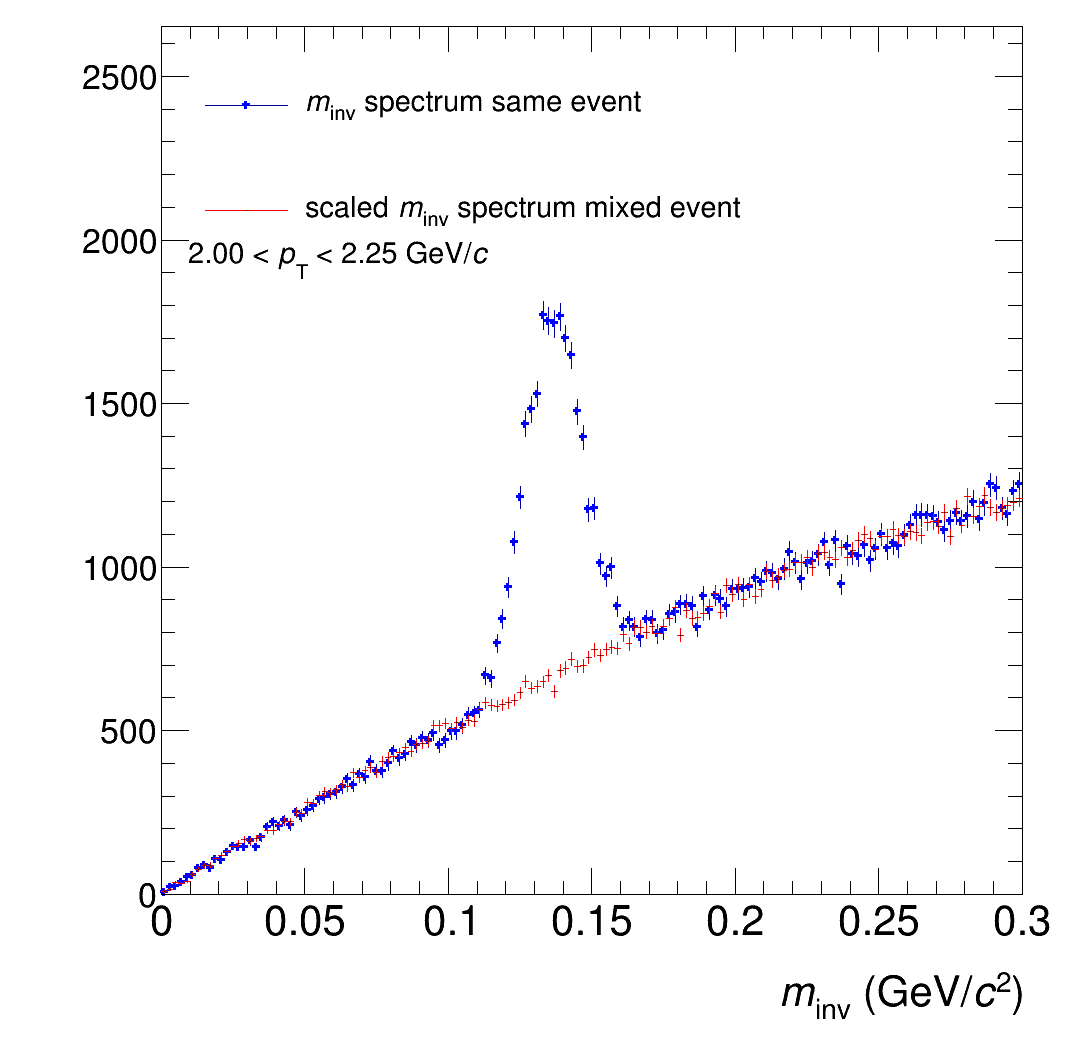 2500
m_inv spectrum same event
scaled m_inv spectrum mixed event
2000
2.00 < p_T < 2.25 GeV/c
1500
1000
500
0
0 0.05 0.1 0.15 0.2 0.25 0.3
m_inv (GeV/c²)